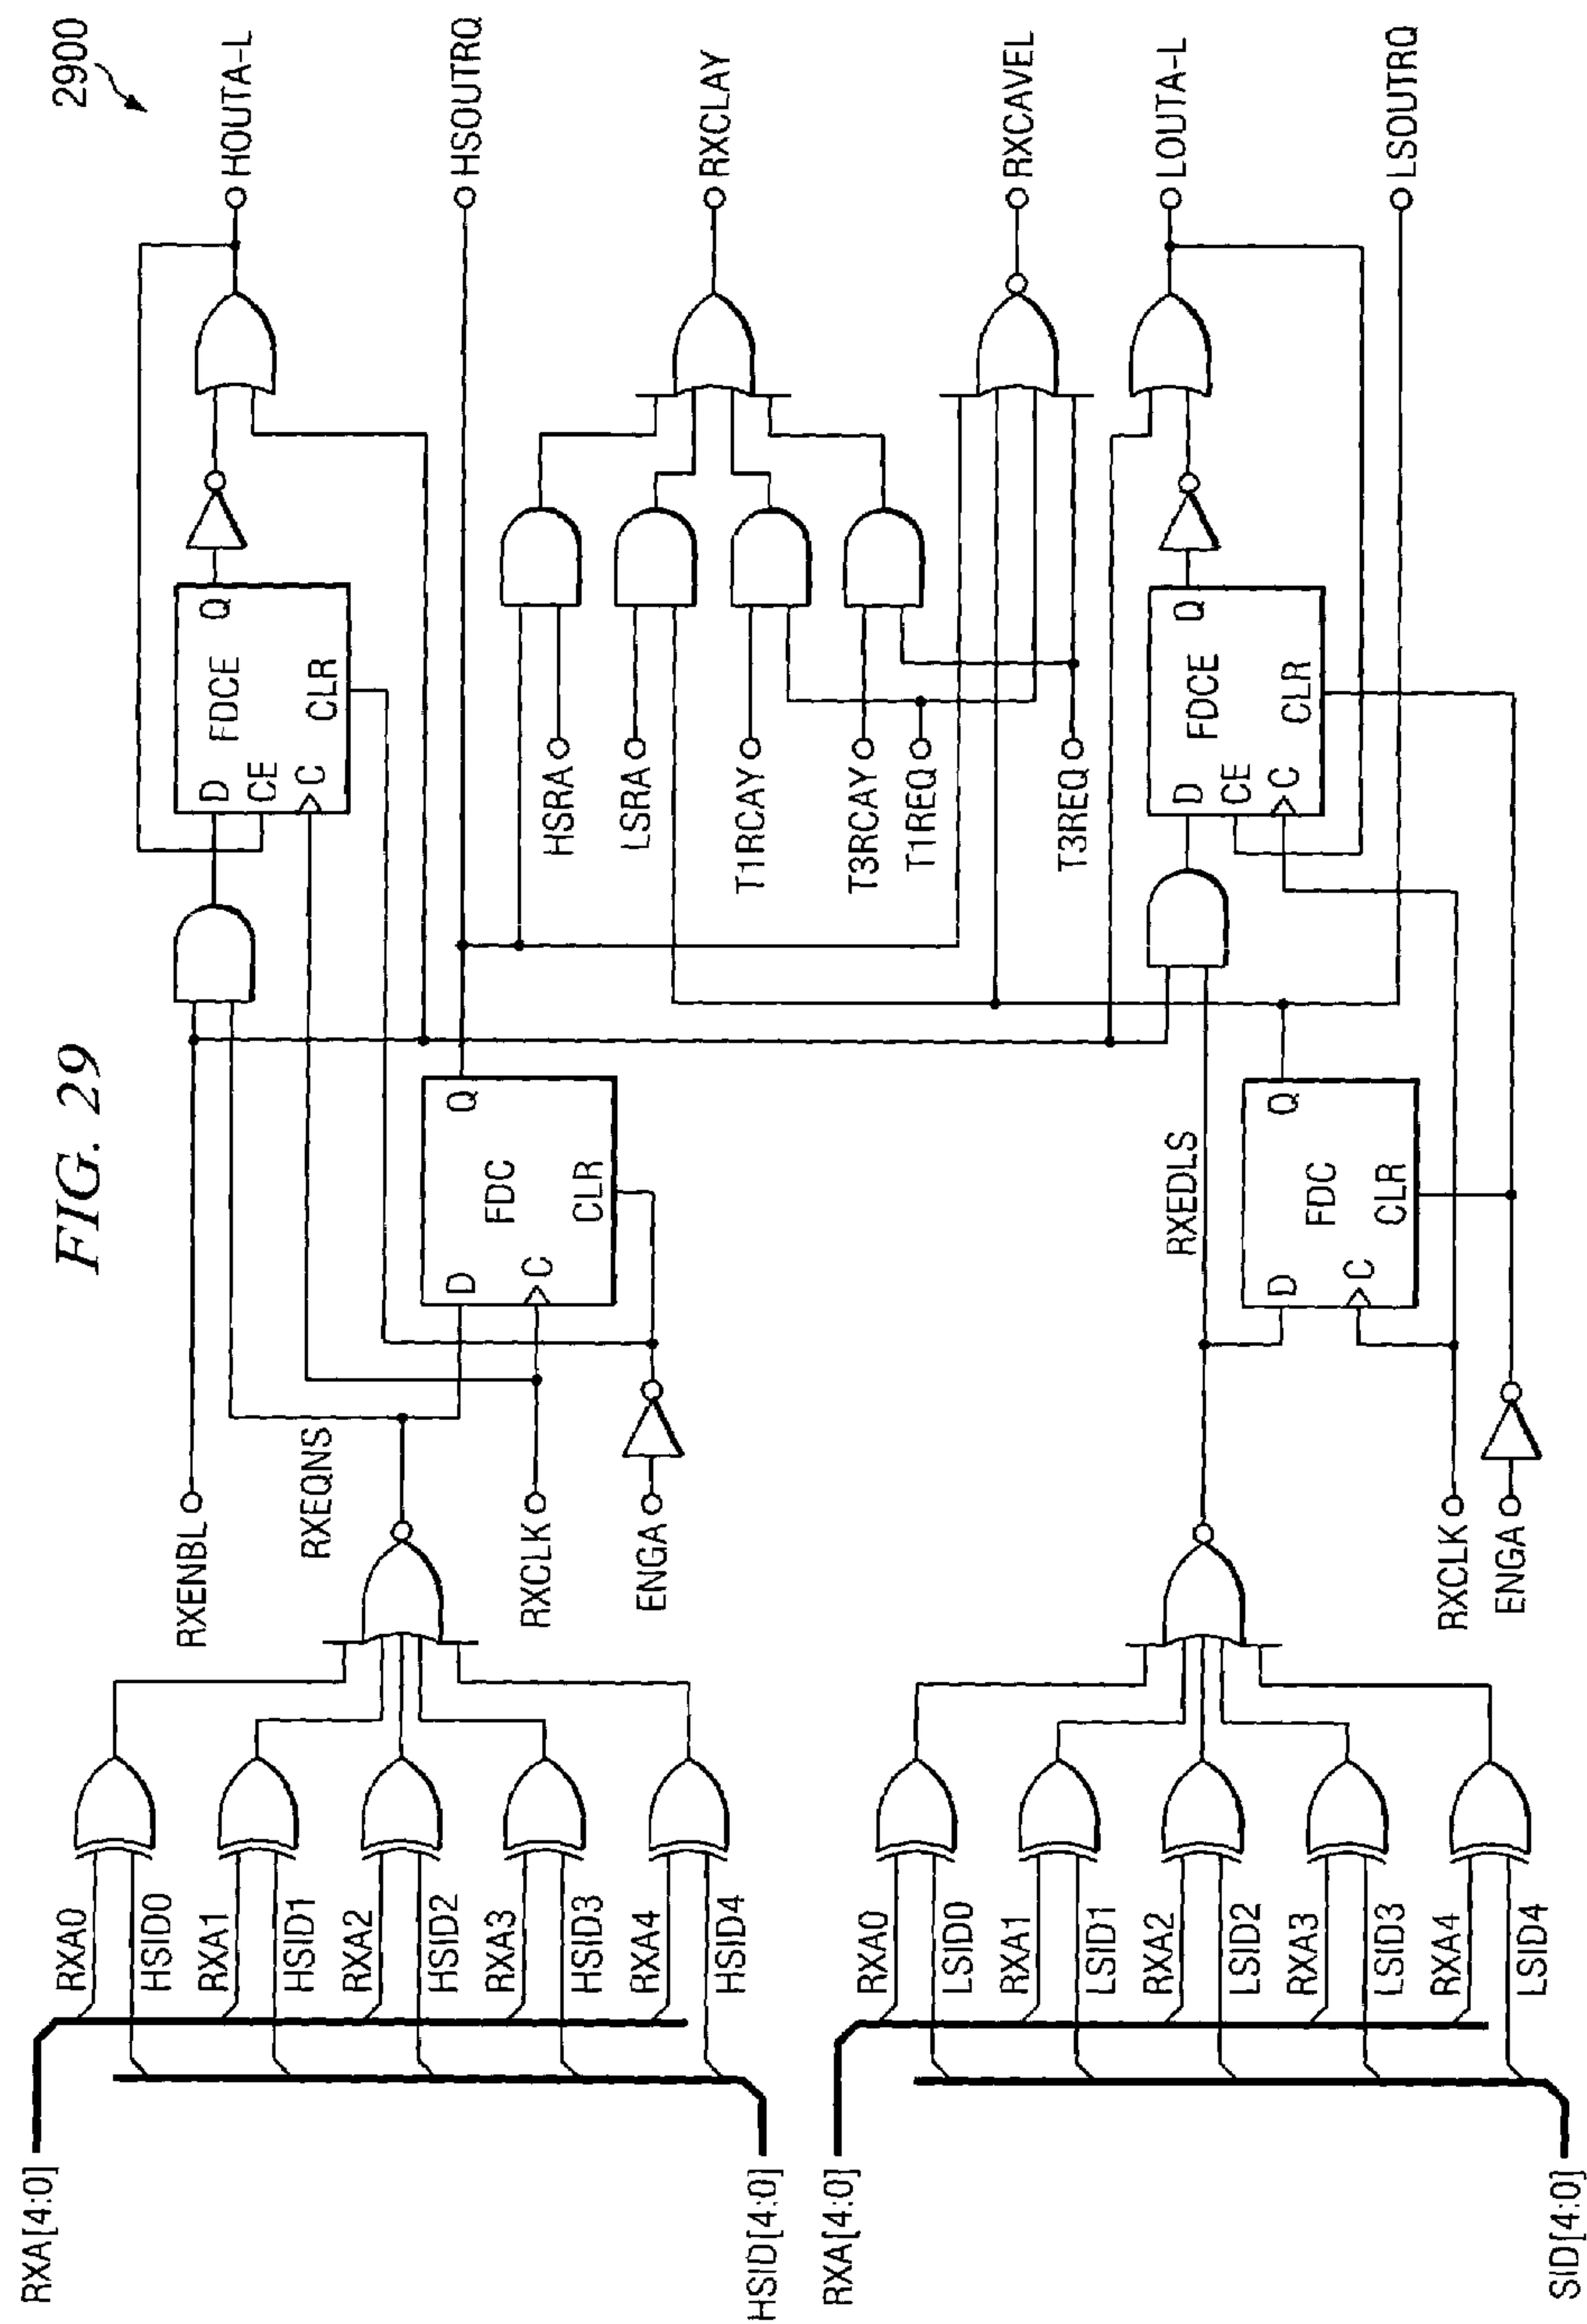 FIG. 29
2900
RXA[4:0]
HSID[4:0]
RXA0
HSID0
RXA1
HSID1
RXA2
HSID2
RXA3
HSID3
RXA4
HSID4
RXENBL
RXEQNS
RXCLK
ENGA
D
C
FDC
CLR
Q
D
CE
C
FDCE
CLR
Q
HOUTA-L
HSOUTRQ
HSRA
LSRA
T1RCAY
T3RCAY
T1REQ
T3REQ
RXCLAY
RXCAVEL
RXA[4:0]
SID[4:0]
RXA0
LSID0
RXA1
LSID1
RXA2
LSID2
RXA3
LSID3
RXA4
LSID4
RXCLK
ENGA
RXEDLS
D
C
FDC
CLR
Q
D
CE
C
FDCE
CLR
Q
LOUTA-L
LSOUTRQ